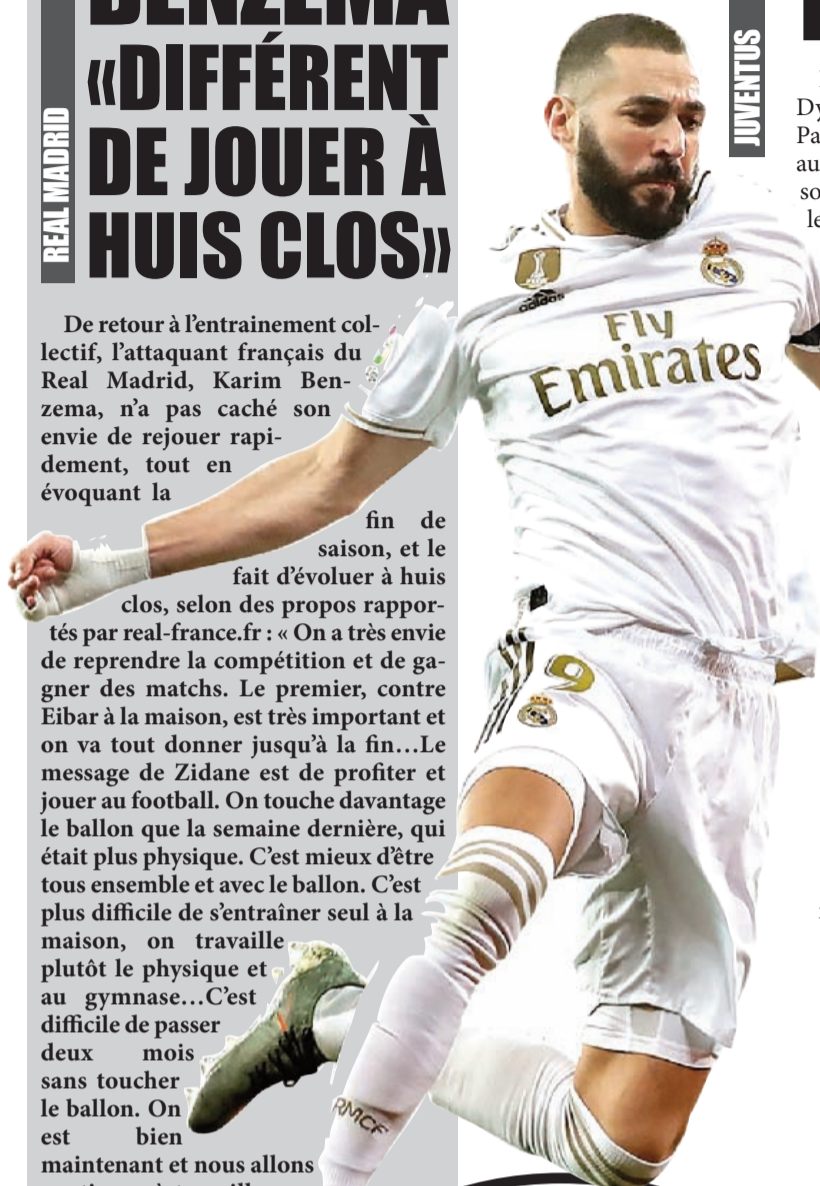 REAL MADRID
BENZEMA
«DIFFÉRENT
DE JOUER À
HUIS CLOS»
De retour à l'entrainement col-
lectif, l'attaquant français du
Real Madrid, Karim Ben-
zema, n'a pas caché son
envie de rejouer rapi-
dement, tout en
évoquant la
fin de
saison, et le
fait d'évoluer à huis
clos, selon des propos rappor-
tés par real-france.fr : « On a très envie
de reprendre la compétition et de ga-
gner des matchs. Le premier, contre
Eibar à la maison, est très important et
on va tout donner jusqu'à la fin…Le
message de Zidane est de profiter et
jouer au football. On touche davantage
le ballon que la semaine dernière, qui
était plus physique. C'est mieux d'être
tous ensemble et avec le ballon. C'est
plus difficile de s'entraîner seul à la
maison, on travaille
plutôt le physique et
au gymnase…C'est
difficile de passer
deux mois
sans toucher
le ballon. On
est bien
maintenant et nous allons
adidas
Fly
Emirates
9
RMCF
JUVENTUS
Dy
Pa
au
so
le